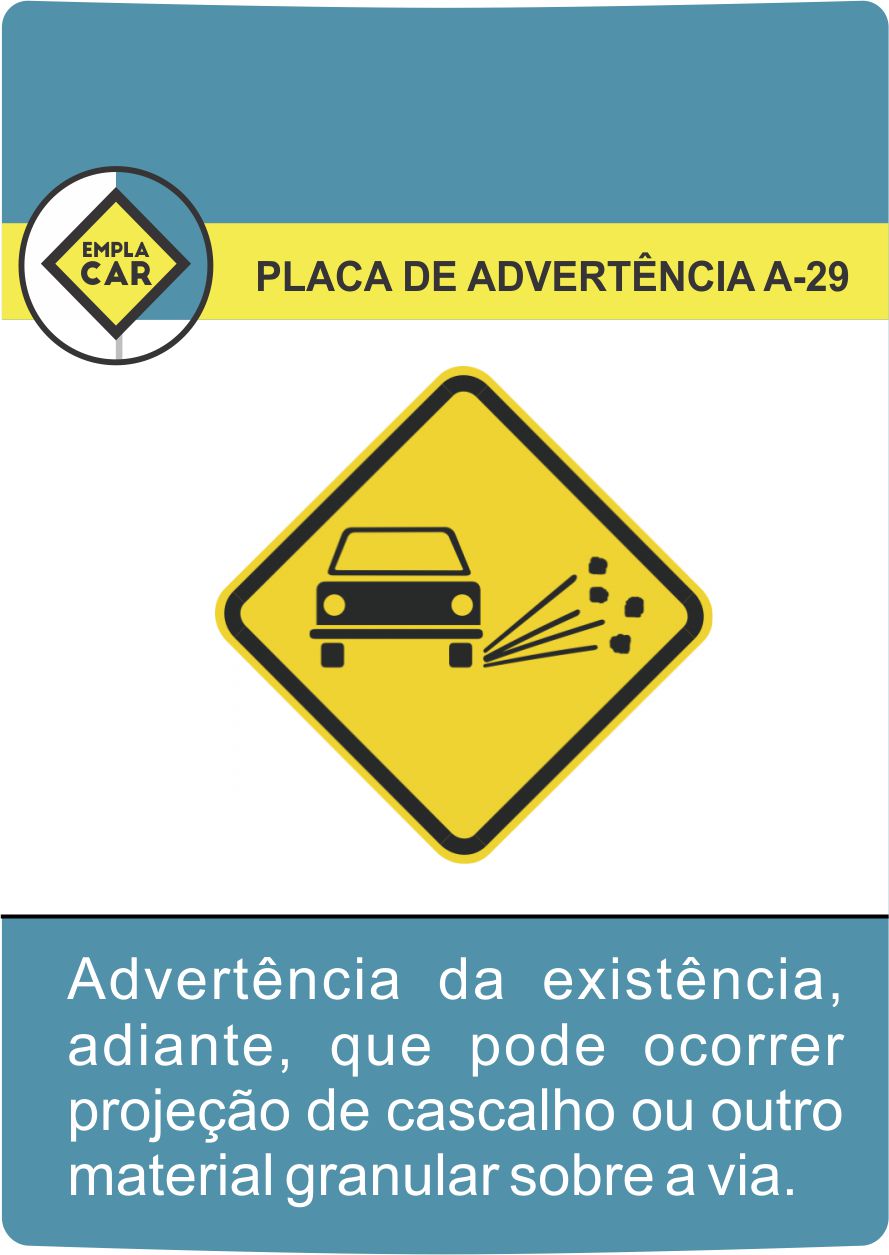 EMPLA
CAR
PLACA DE ADVERTÊNCIA A-29
Advertência da existência,
adiante, que pode ocorrer
projeção de cascalho ou outro
material granular sobre a via.